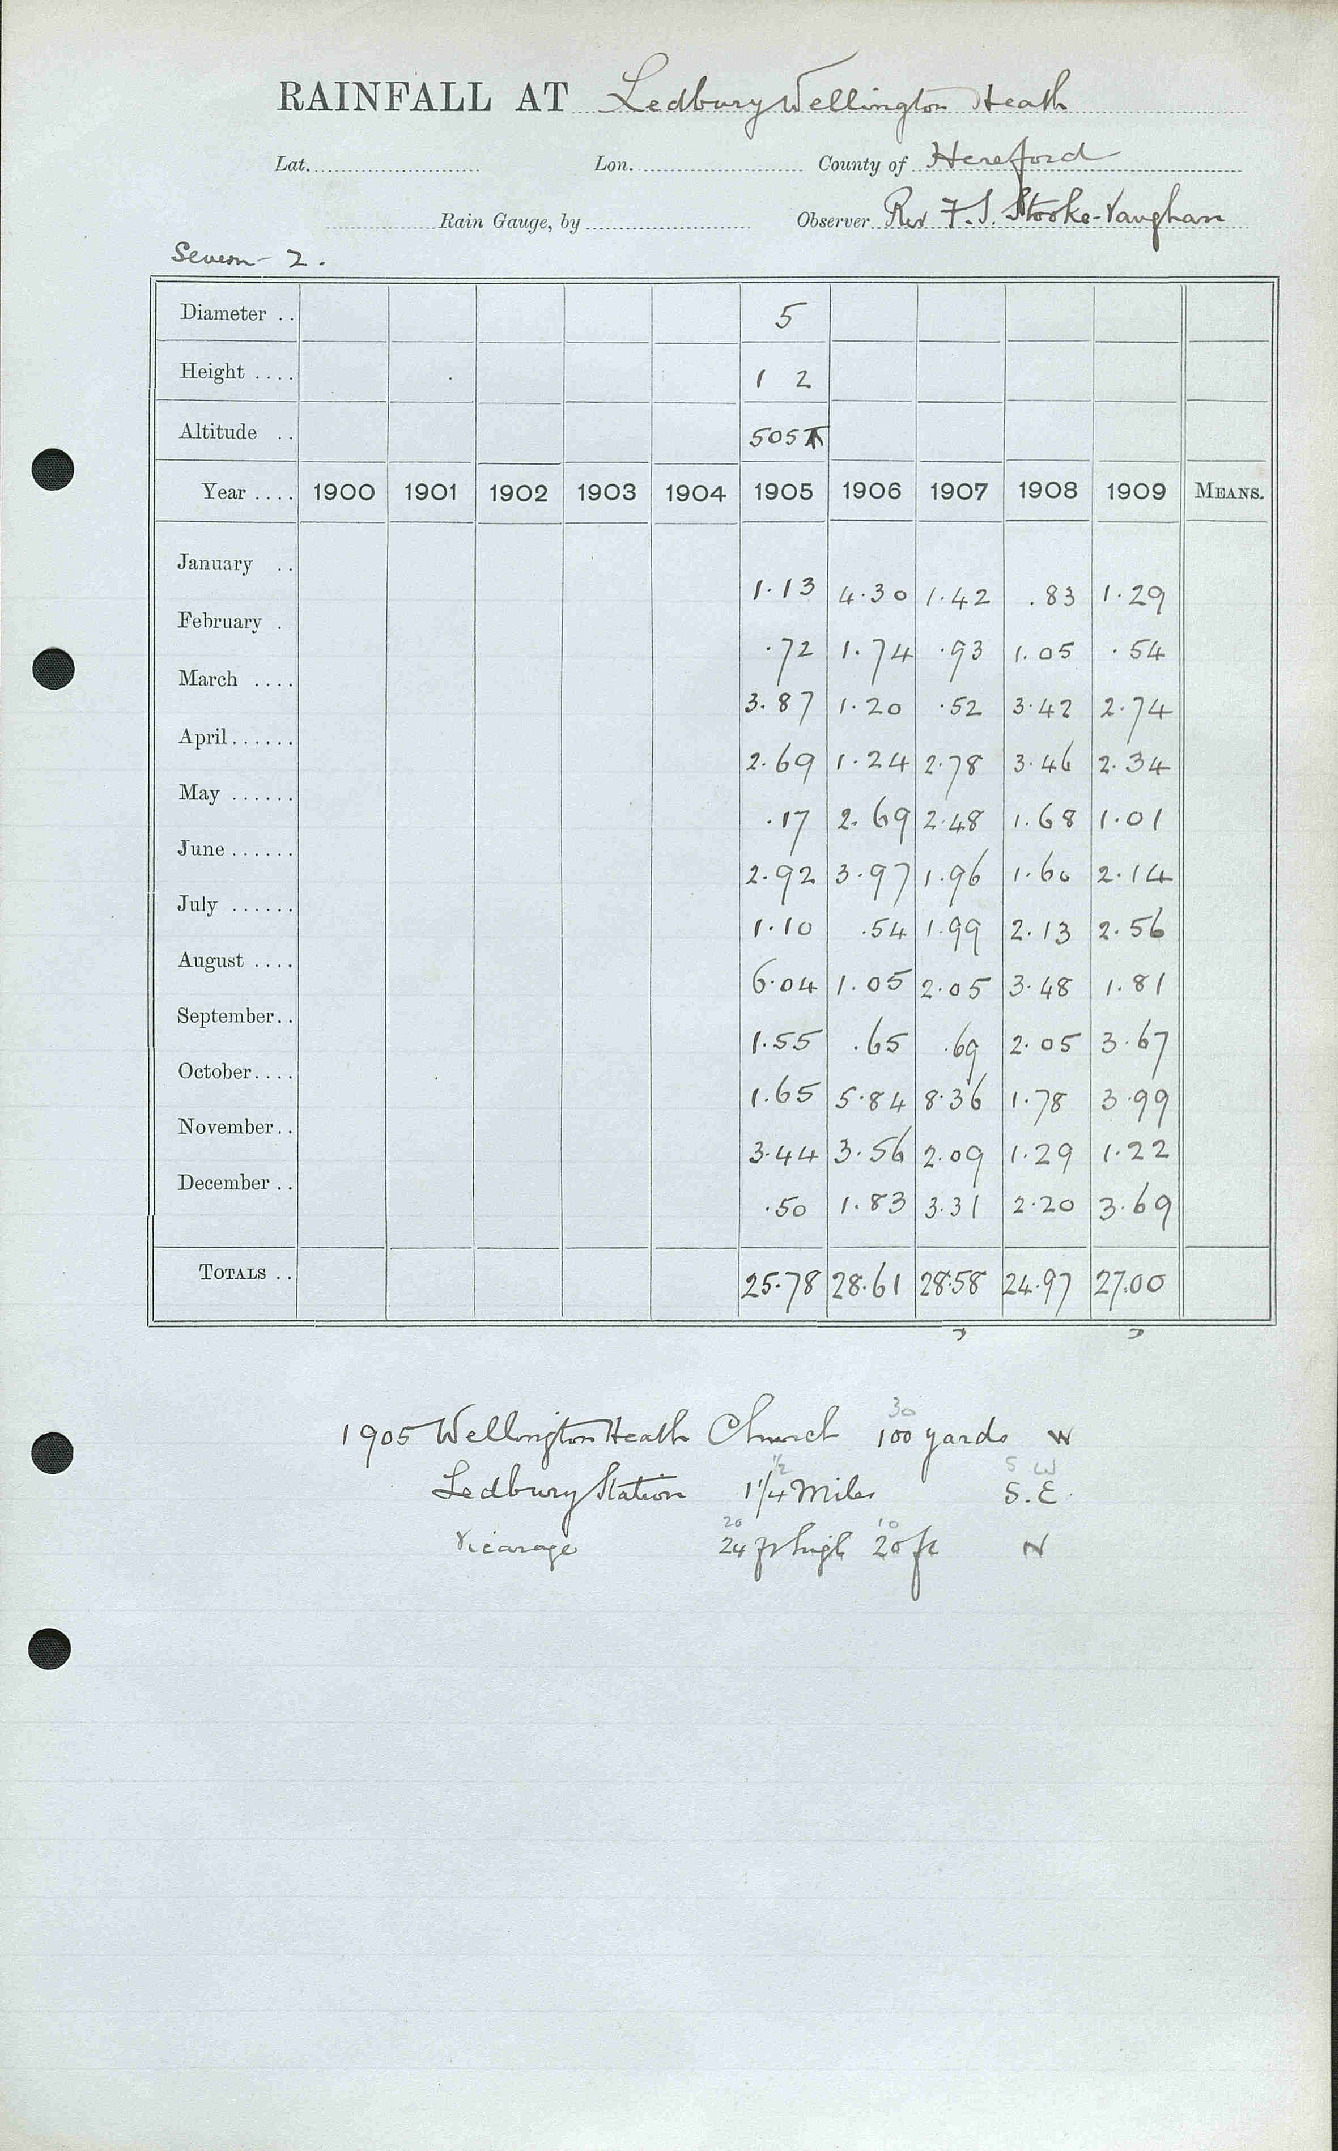 RAINFALL AT Ledbury Wellington Heath
Lat. Lon. County of Hereford
Rain Gauge, by Observer Rev F. S. Stooke-Vaughan
Severn - 2.
Diameter .. 5
Height .... 1 2
Altitude .. 505
Year .... 1900 1901 1902 1903 1904 1905 1906 1907 1908 1909 MEANS.
January .. 1.13 4.30 1.42 .83 1.29
February . .72 1.74 .93 1.05 .54
March .... 3.87 1.20 .52 3.42 2.74
April...... 2.69 1.24 2.78 3.46 2.34
May ...... .17 2.69 2.48 1.68 1.01
June ...... 2.92 3.97 1.96 1.60 2.14
July ...... 1.10 .54 1.99 2.13 2.56
August .... 6.04 1.05 2.05 3.48 1.81
September.. 1.55 .65 .69 2.05 3.67
October.... 1.65 5.84 8.36 1.78 3.99
November.. 3.44 3.56 2.09 1.29 1.22
December .. .50 1.83 3.31 2.20 3.69
TOTALS .. 25.78 28.61 28.58 24.97 27.00
30
1905 Wellington Heath Church 100 yards W
1/2 S W
Ledbury Station 1 1/4 Miles S.E.
20 10
Vicarage 24 ft high 20 ft N